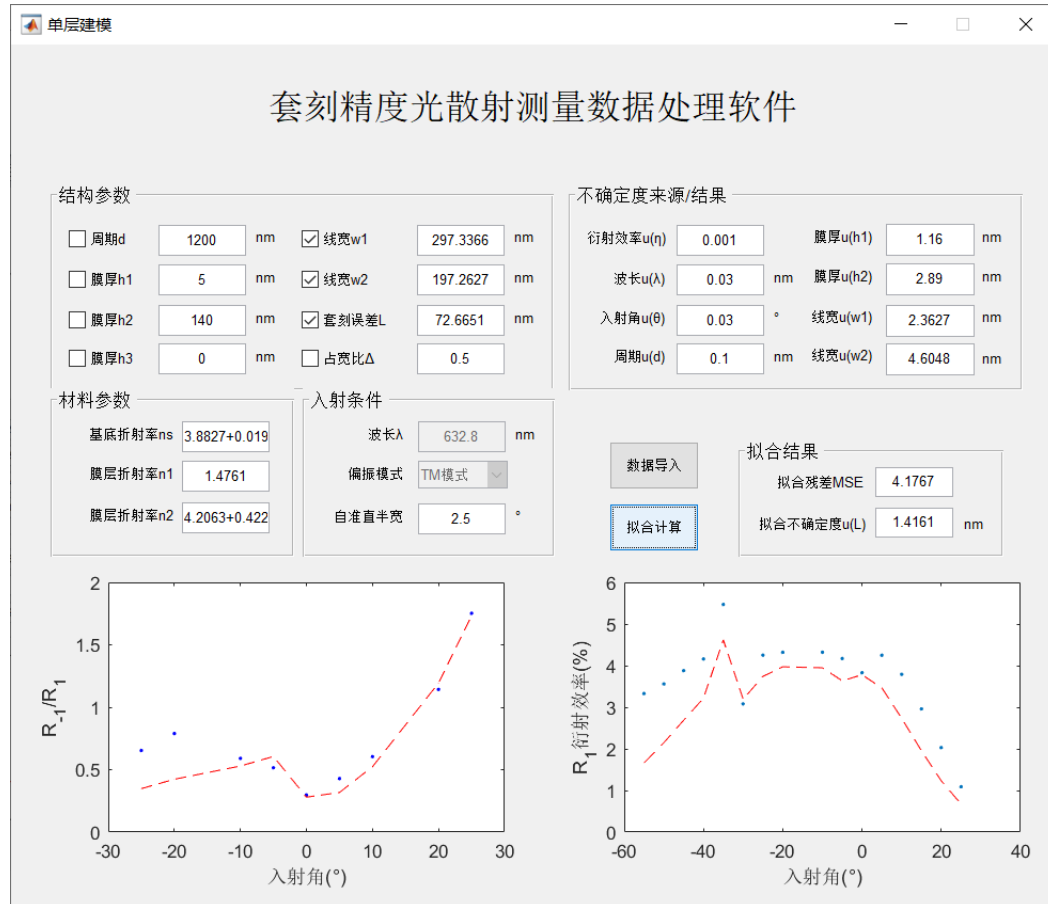 单层建模
套刻精度光散射测量数据处理软件
结构参数
周期d 1200 nm 线宽w1 297.3366 nm
膜厚h1 5 nm 线宽w2 197.2627 nm
膜厚h2 140 nm 套刻误差L 72.6651 nm
膜厚h3 0 nm 占宽比Δ 0.5
不确定度来源/结果
衍射效率u(η) 0.001 膜厚u(h1) 1.16 nm
波长u(λ) 0.03 nm 膜厚u(h2) 2.89 nm
入射角u(θ) 0.03 ° 线宽u(w1) 2.3627 nm
周期u(d) 0.1 nm 线宽u(w2) 4.6048 nm
材料参数
基底折射率ns 3.8827+0.019
膜层折射率n1 1.4761
膜层折射率n2 4.2063+0.422
入射条件
波长λ 632.8 nm
偏振模式 TM模式
自准直半宽 2.5 °
数据导入
拟合计算
拟合结果
拟合残差MSE 4.1767
拟合不确定度u(L) 1.4161 nm
2
1.5
1
0.5
0
R_-1/R_1
-30 -20 -10 0 10 20 30
入射角(°)
6
5
4
3
2
1
0
R_1衍射效率(%)
-60 -40 -20 0 20 40
入射角(°)